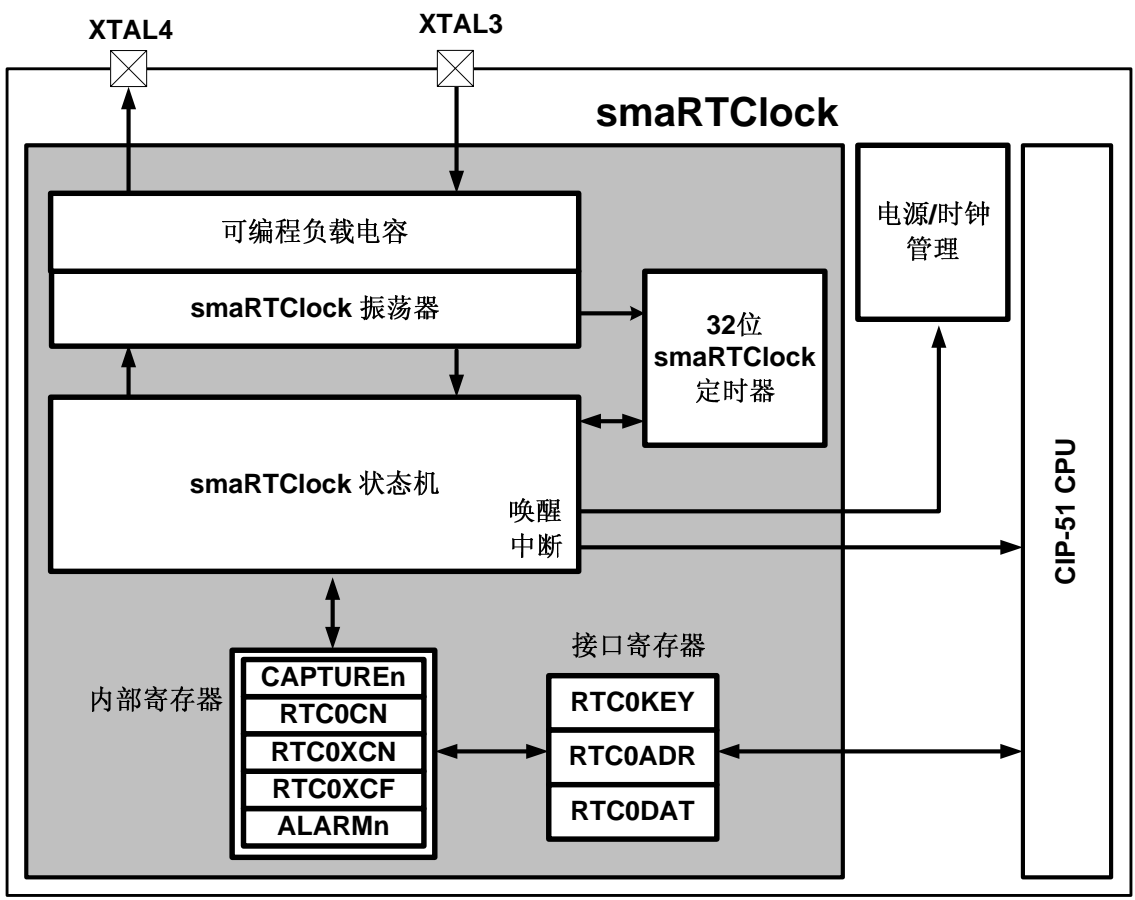 XTAL4
XTAL3
smaRTClock
可编程负载电容
smaRTClock 振荡器
32位
smaRTClock
定时器
电源/时钟
管理
smaRTClock 状态机
唤醒
中断
CIP-51 CPU
内部寄存器
CAPTUREn
RTC0CN
RTC0XCN
RTC0XCF
ALARMn
接口寄存器
RTC0KEY
RTC0ADR
RTC0DAT